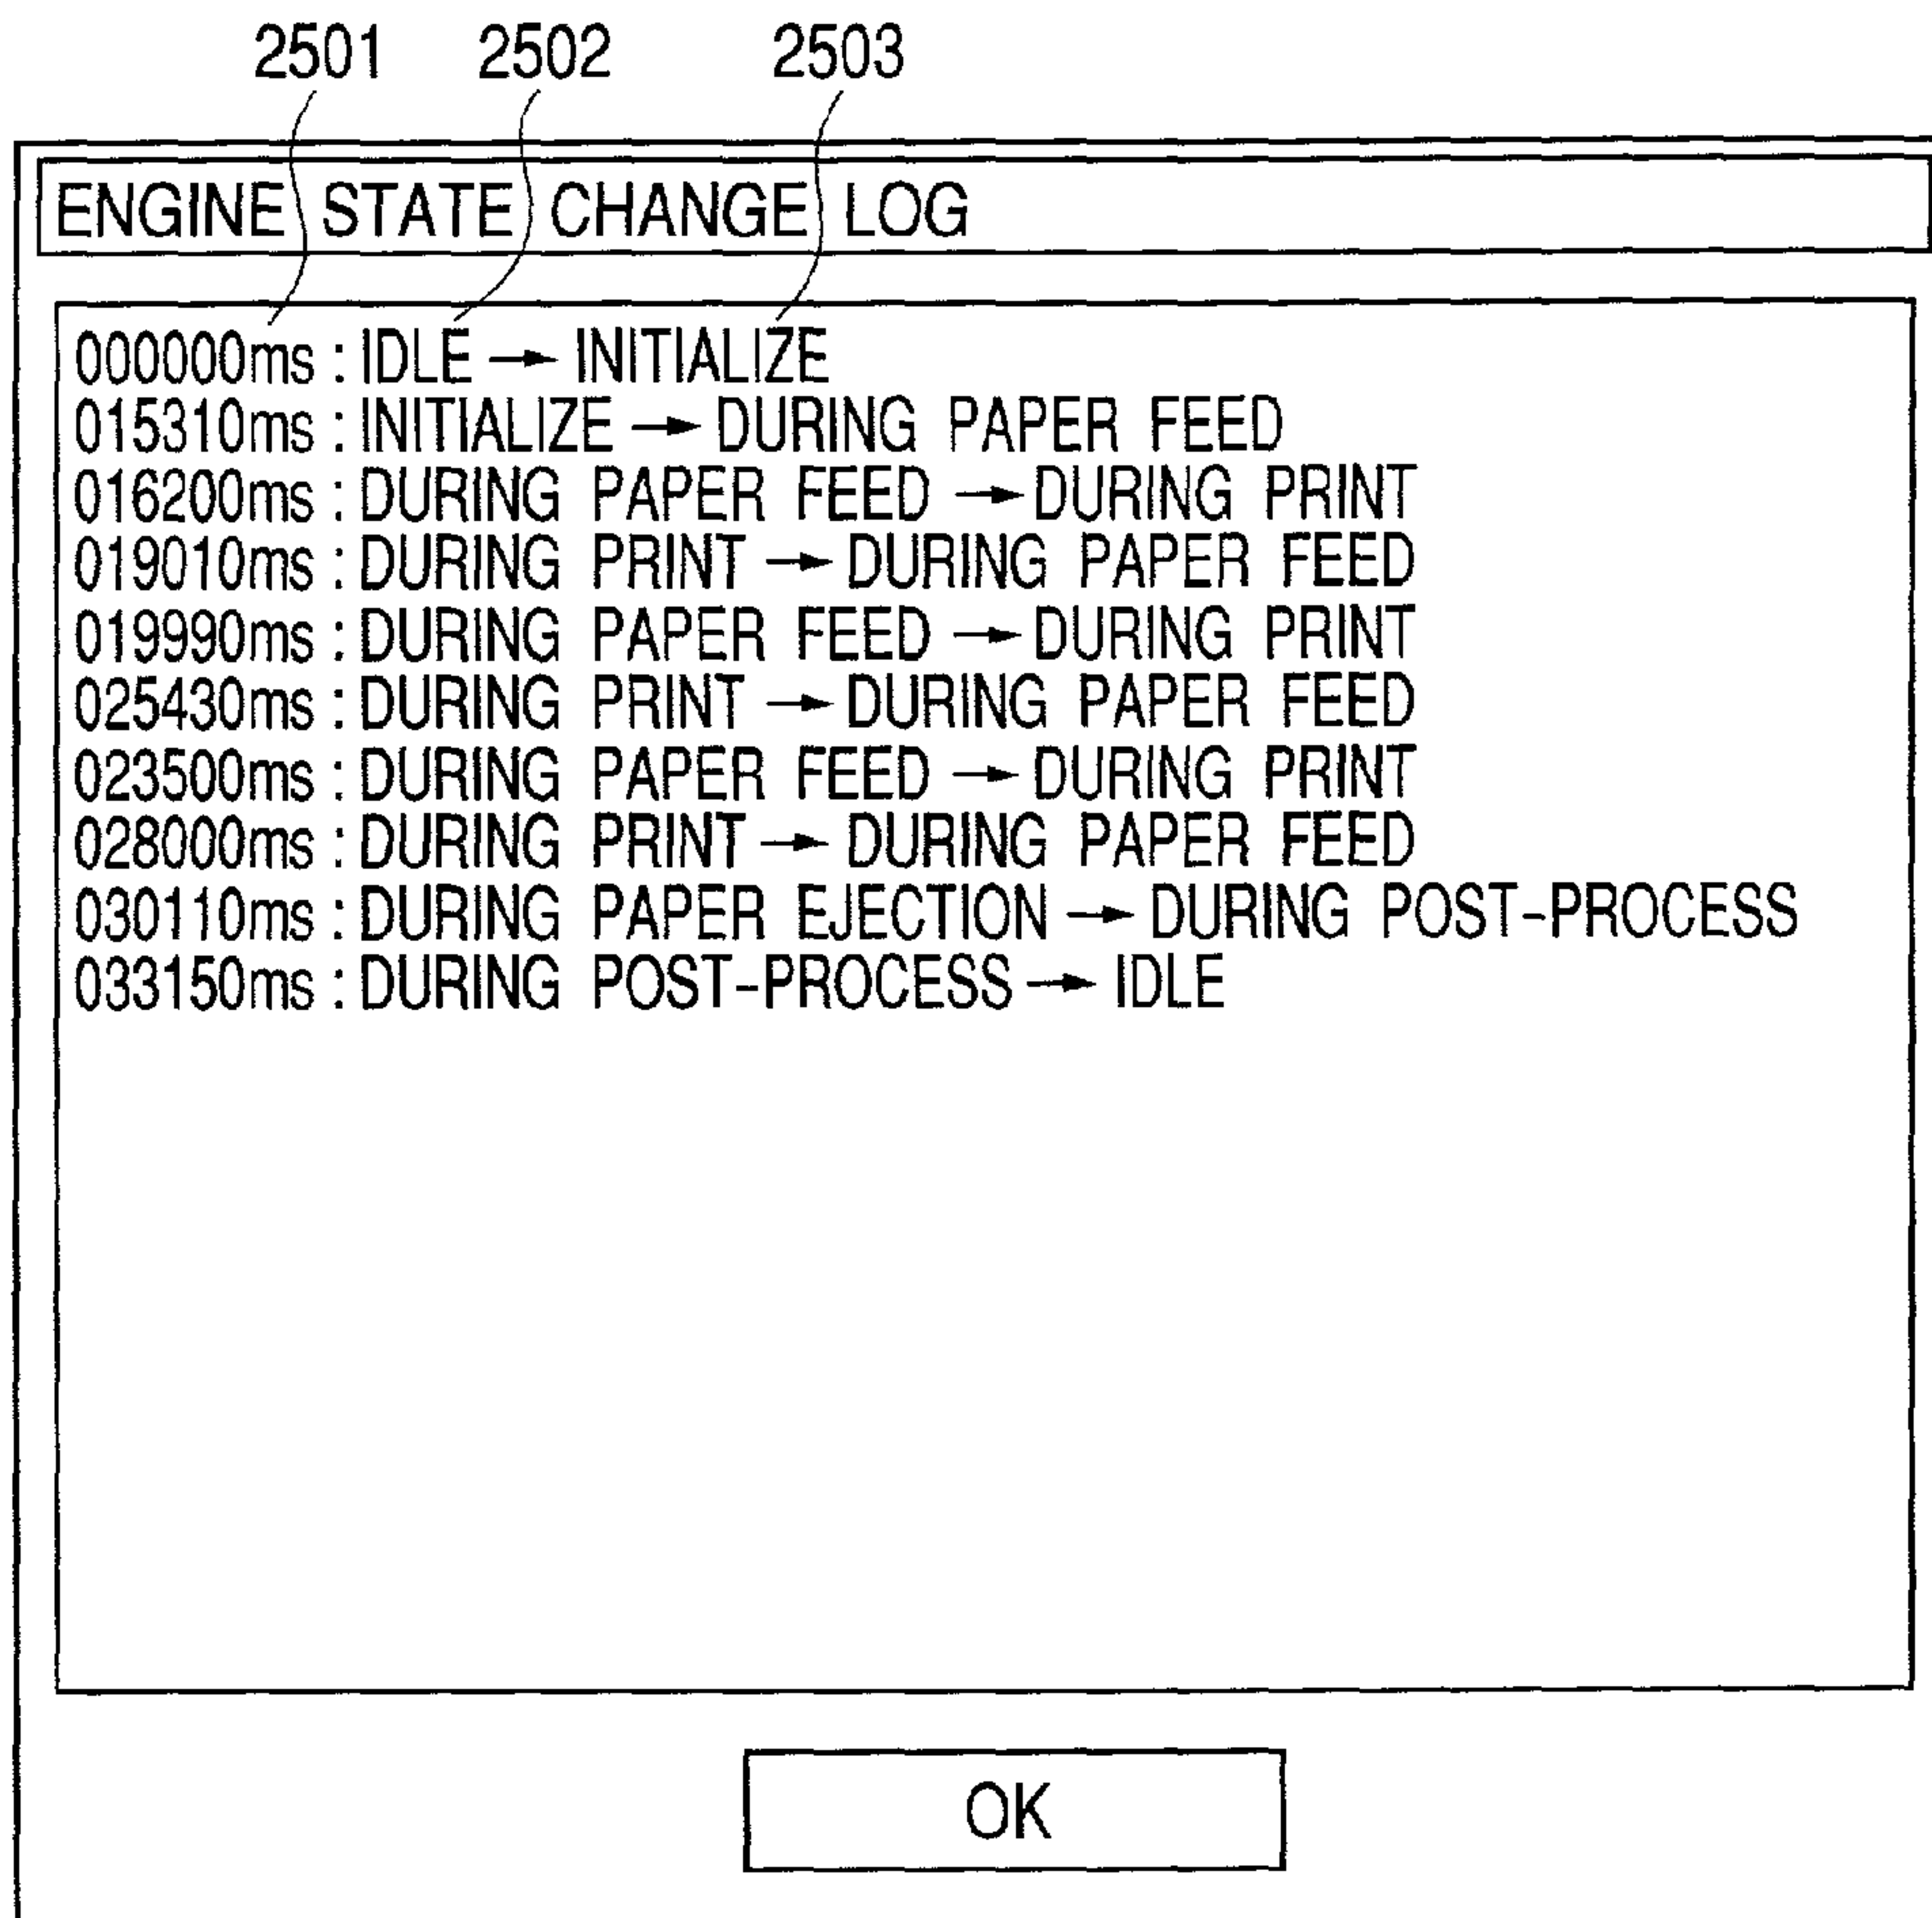 2501 2502 2503
ENGINE STATE CHANGE LOG
000000ms : IDLE → INITIALIZE
015310ms : INITIALIZE → DURING PAPER FEED
016200ms : DURING PAPER FEED → DURING PRINT
019010ms : DURING PRINT → DURING PAPER FEED
019990ms : DURING PAPER FEED → DURING PRINT
025430ms : DURING PRINT → DURING PAPER FEED
023500ms : DURING PAPER FEED → DURING PRINT
028000ms : DURING PRINT → DURING PAPER FEED
030110ms : DURING PAPER EJECTION → DURING POST-PROCESS
033150ms : DURING POST-PROCESS → IDLE
OK